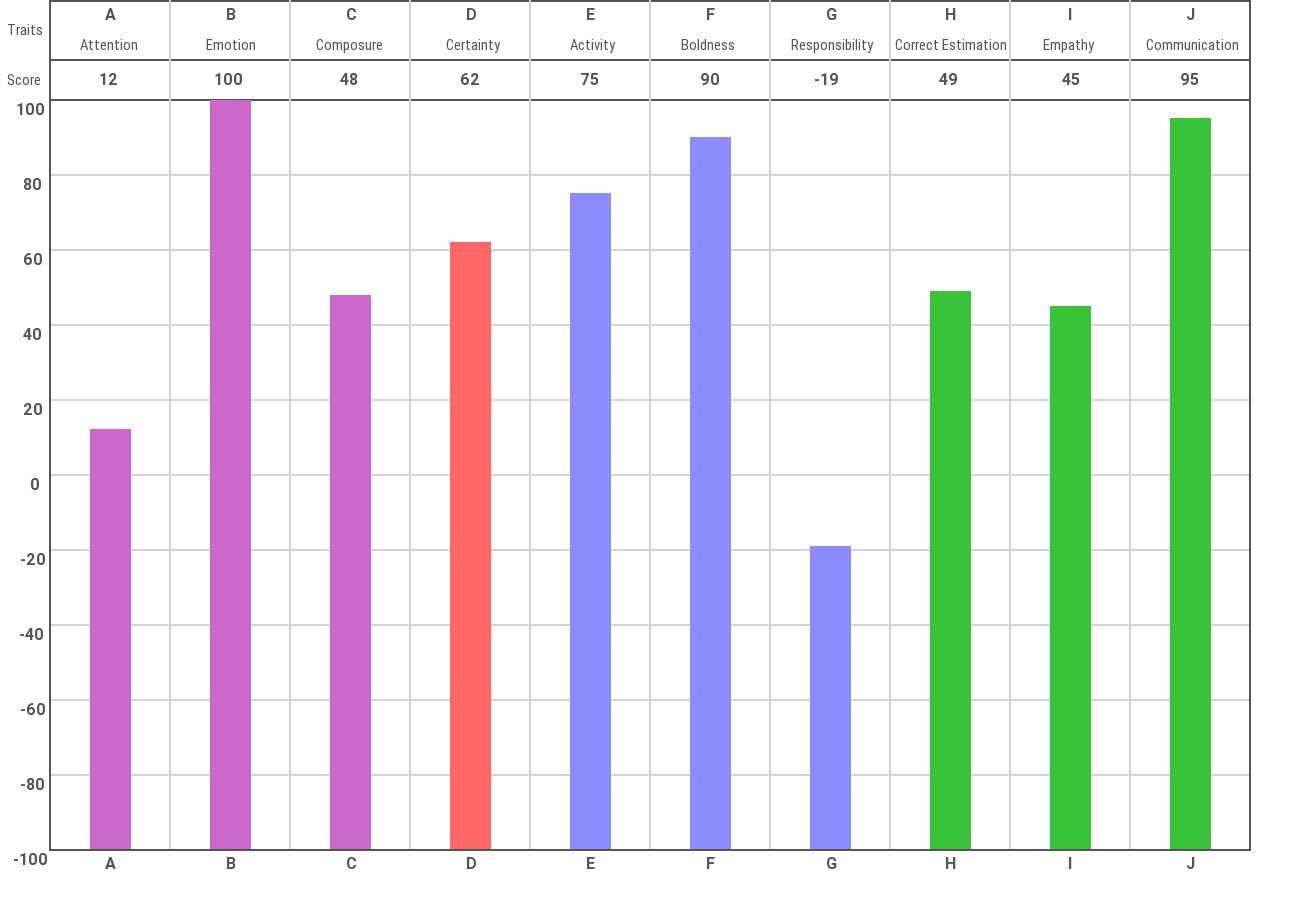 A B C D E F G H I J
Traits
Attention Emotion Composure Certainty Activity Boldness Responsibility Correct Estimation Empathy Communication
Score 12 100 48 62 75 90 -19 49 45 95
100
80
60
40
20
0
-20
-40
-60
-80
-100
A B C D E F G H I J